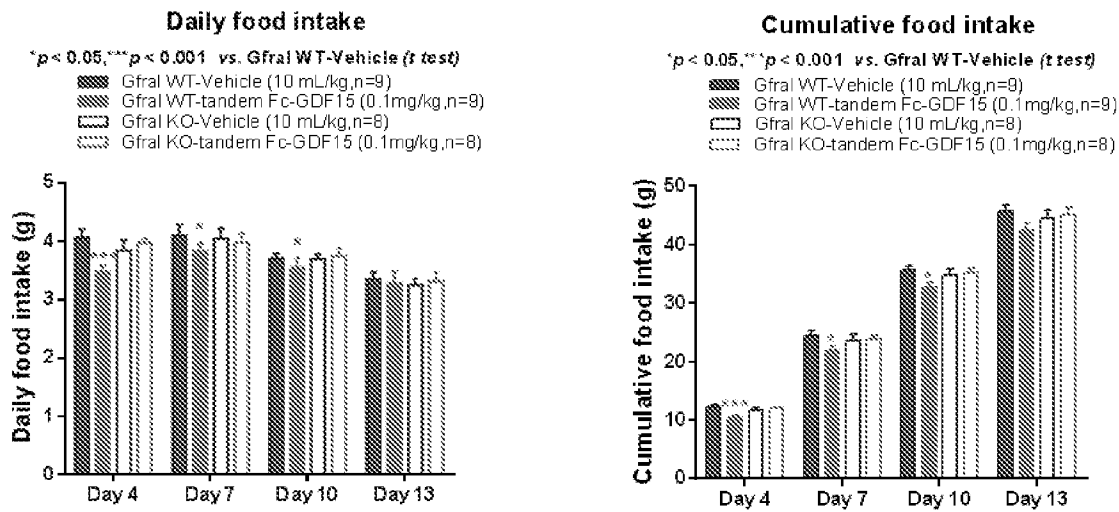 Daily food intake
*p < 0.05,***p < 0.001 vs. Gfral WT-Vehicle (t test)
Gfral WT-Vehicle (10 mL/kg,n=9)
Gfral WT-tandem Fc-GDF15 (0.1mg/kg,n=9)
Gfral KO-Vehicle (10 mL/kg,n=8)
Gfral KO-tandem Fc-GDF15 (0.1mg/kg,n=8)
Daily food intake (g)
5
4
3
2
1
0
***
*
*
Day 4 Day 7 Day 10 Day 13
Cumulative food intake
*p < 0.05,***p < 0.001 vs. Gfral WT-Vehicle (t test)
Gfral WT-Vehicle (10 mL/kg,n=9)
Gfral WT-tandem Fc-GDF15 (0.1mg/kg,n=9)
Gfral KO-Vehicle (10 mL/kg,n=8)
Gfral KO-tandem Fc-GDF15 (0.1mg/kg,n=8)
Cumulative food intake (g)
50
40
30
20
10
0
***
*
*
Day 4 Day 7 Day 10 Day 13